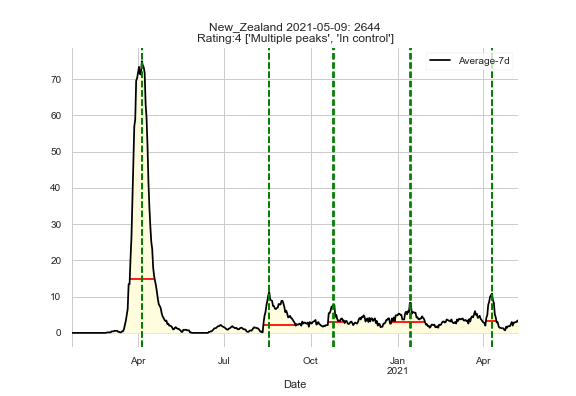 New_Zealand 2021-05-09: 2644
Rating:4 ['Multiple peaks', 'In control']
Average-7d
70
60
50
40
30
20
10
0
Apr
Jul
Oct
Jan
2021
Apr
Date